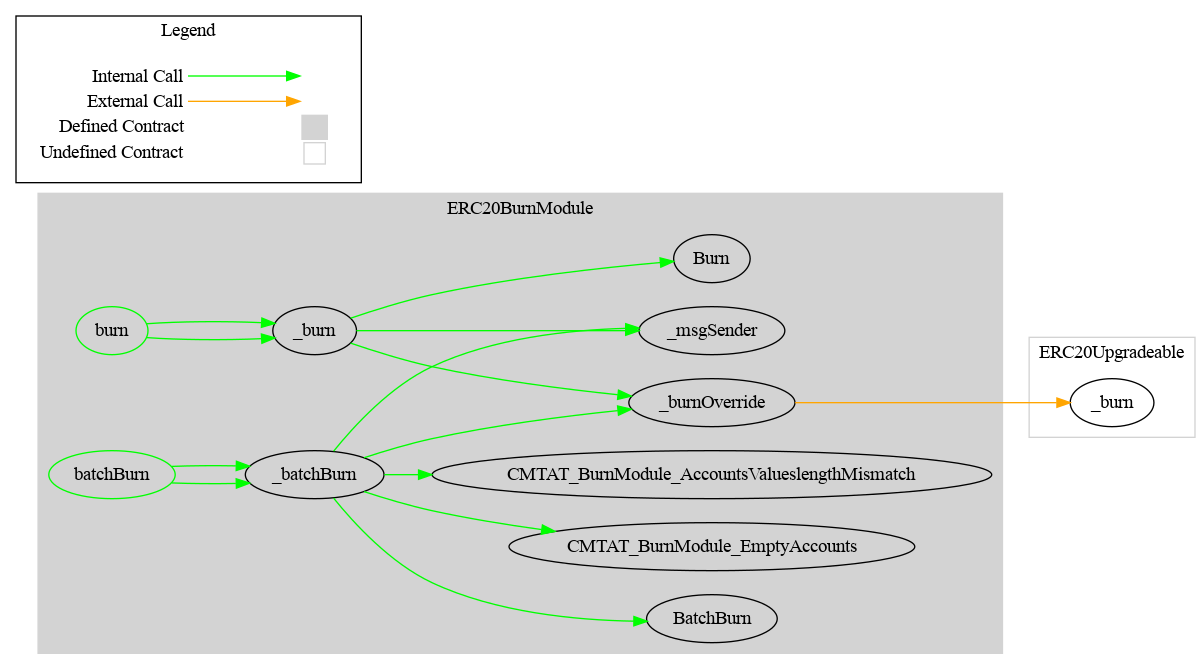 Legend
Internal Call
External Call
Defined Contract
Undefined Contract
ERC20BurnModule
Burn
burn
_burn
_msgSender
ERC20Upgradeable
_burnOverride
_burn
batchBurn
_batchBurn
CMTAT_BurnModule_AccountsValueslengthMismatch
CMTAT_BurnModule_EmptyAccounts
BatchBurn